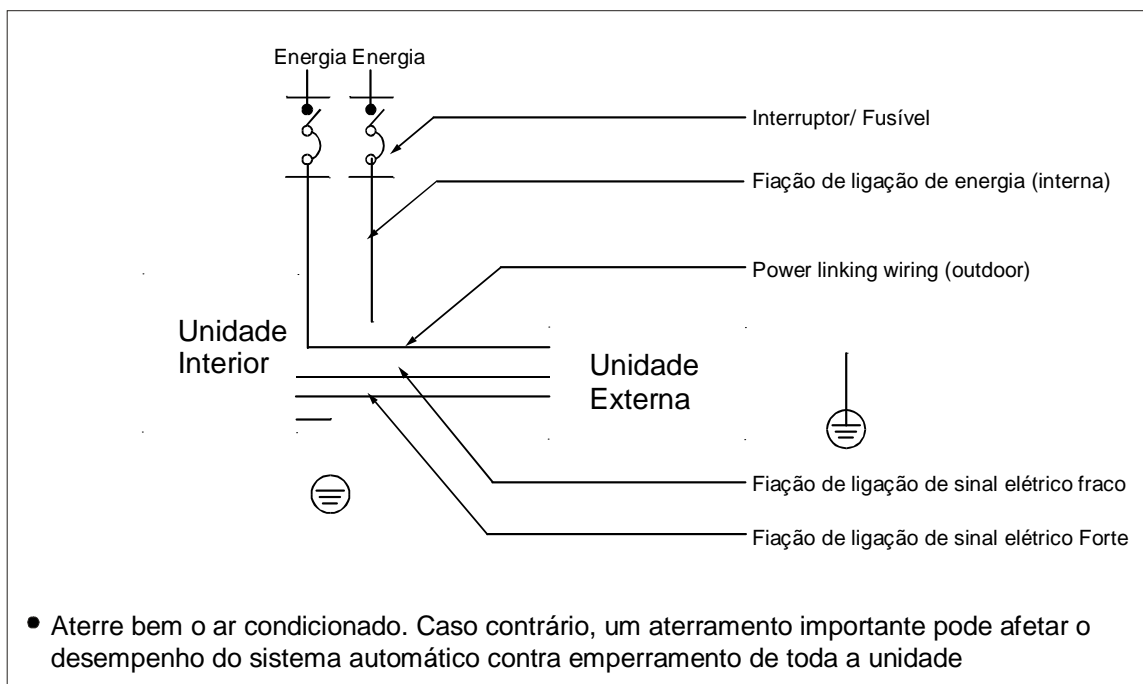 Energia Energia
Interruptor/ Fusível
Fiação de ligação de energia (interna)
Power linking wiring (outdoor)
Unidade
Interior
Unidade
Externa
Fiação de ligação de sinal elétrico fraco
Fiação de ligação de sinal elétrico Forte
• Aterre bem o ar condicionado. Caso contrário, um aterramento importante pode afetar o
desempenho do sistema automático contra emperramento de toda a unidade